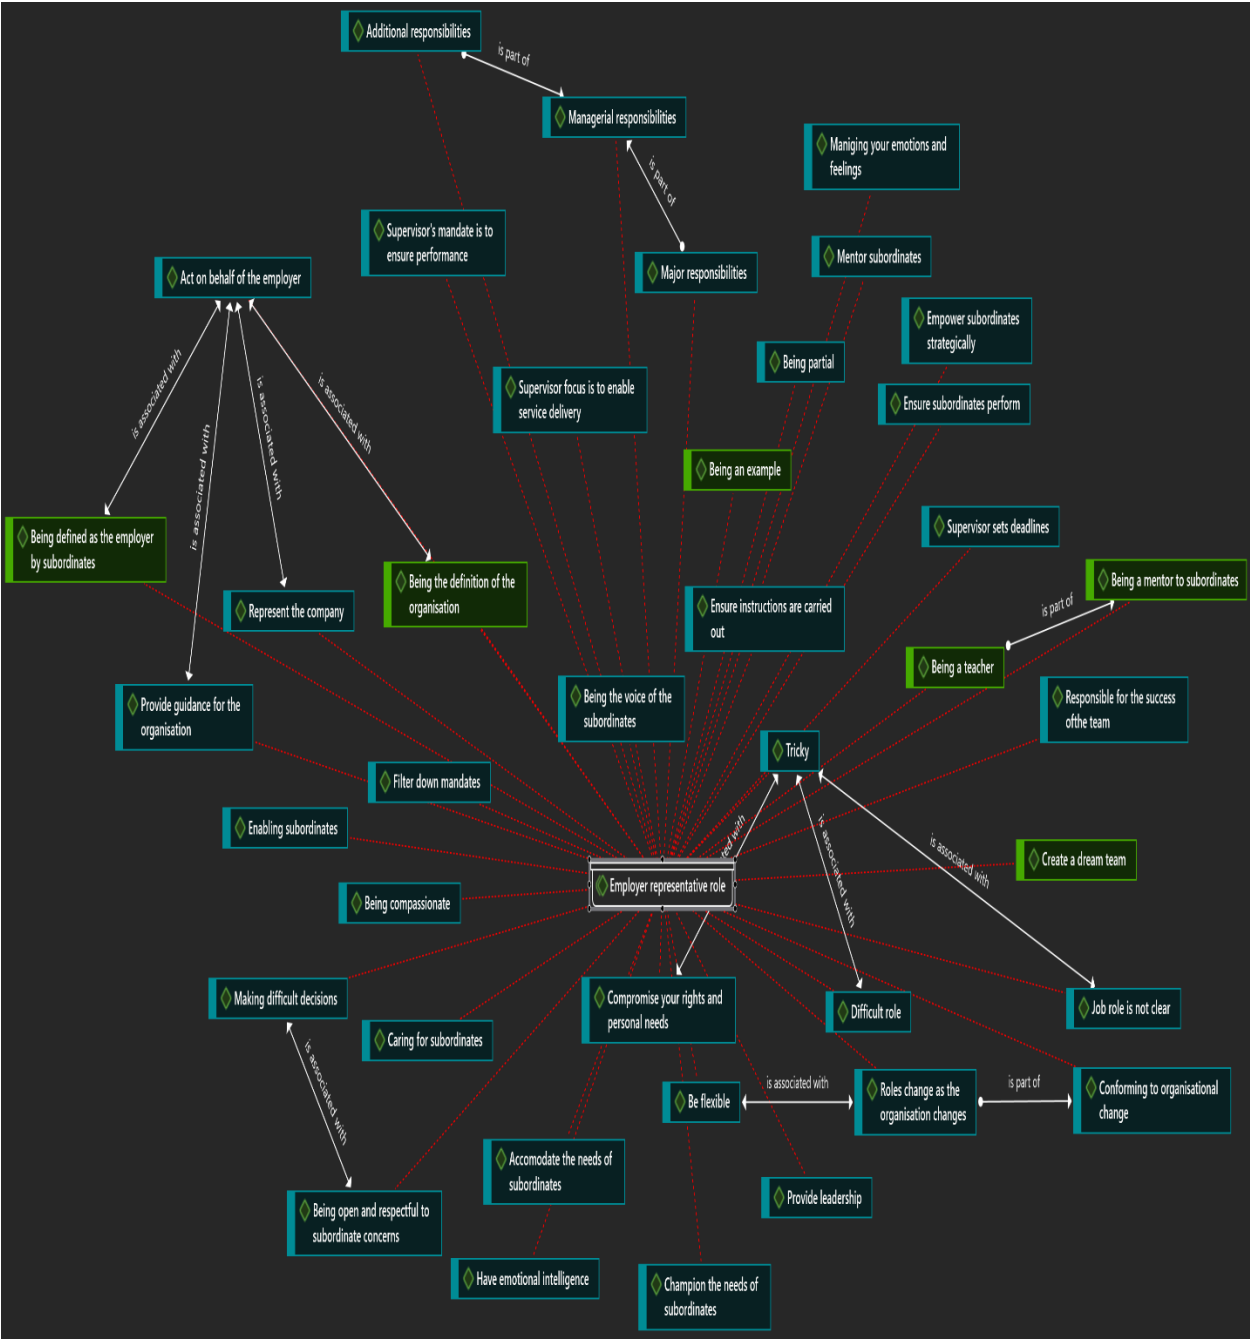 Additional responsibilities
is part of
Managerial responsibilities
is part of
Major responsibilities
Maniging your emotions and
feelings
Supervisor's mandate is to
ensure performance
Mentor subordinates
Act on behalf of the employer
Empower subordinates
strategically
Being partial
Supervisor focus is to enable
service delivery
Ensure subordinates perform
is associated with
is associated with
is associated with
is associated with
Being an example
Being defined as the employer
by subordinates
Supervisor sets deadlines
Being the definition of the
organisation
Being a mentor to subordinates
is part of
Represent the company
Ensure instructions are carried
out
Being a teacher
Provide guidance for the
organisation
Being the voice of the
subordinates
Responsible for the success
ofthe team
Tricky
Filter down mandates
Enabling subordinates
with
is associated with
is associated with
Create a dream team
Employer representative role
Being compassionate
Making difficult decisions
Compromise your rights and
personal needs
Difficult role
Job role is not clear
Caring for subordinates
is associated with
Be flexible
is associated with
Roles change as the
organisation changes
is part of
Conforming to organisational
change
Accomodate the needs of
subordinates
Provide leadership
Being open and respectful to
subordinate concerns
Have emotional intelligence
Champion the needs of
subordinates